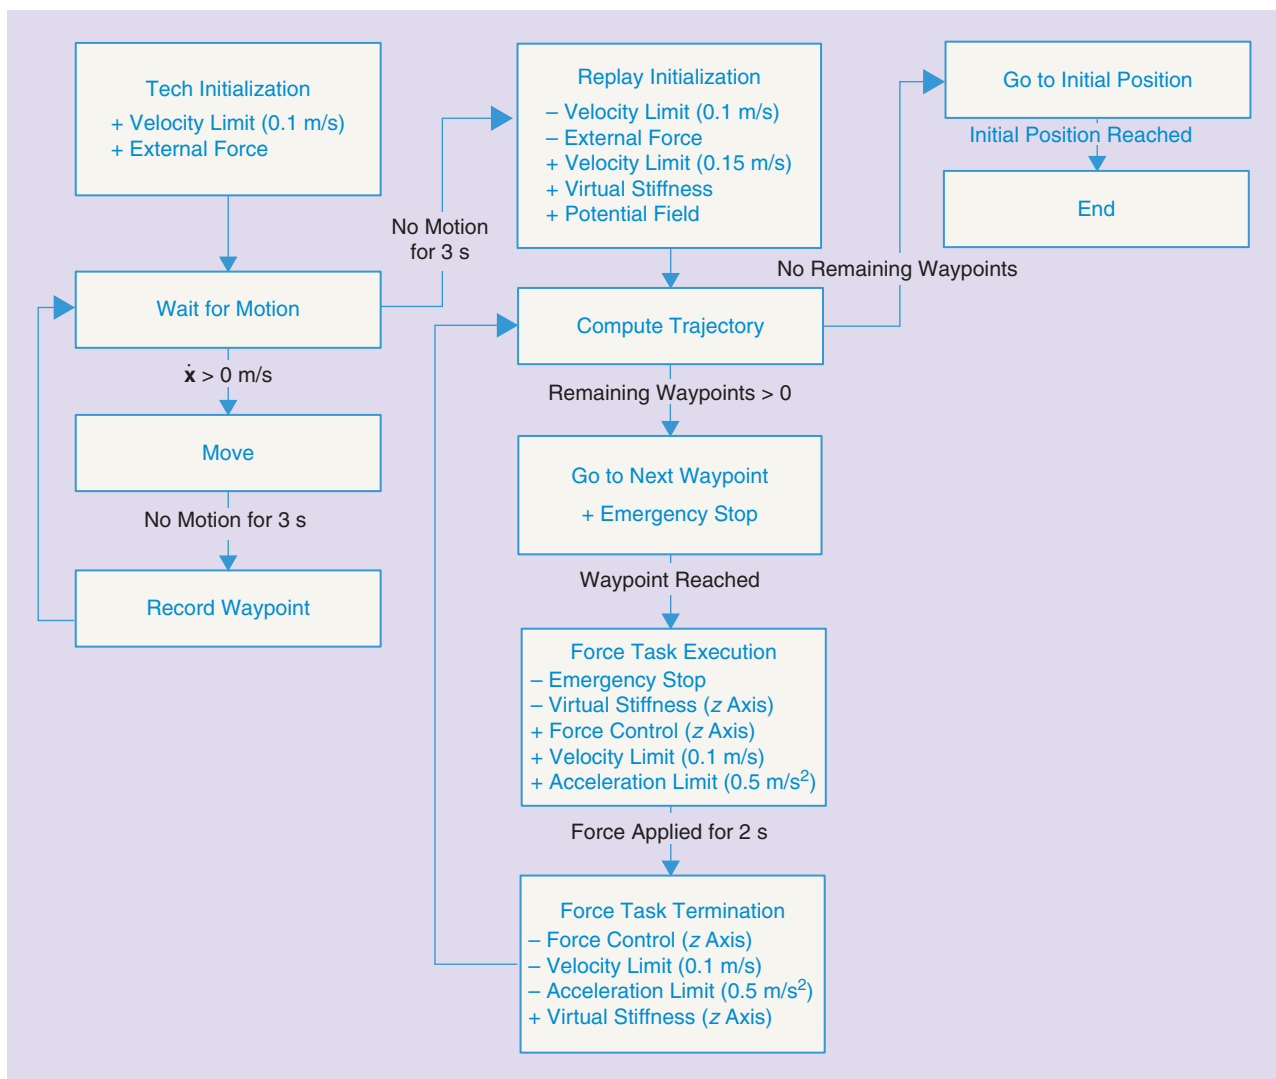 Tech Initialization
+ Velocity Limit (0.1 m/s)
+ External Force
Wait for Motion
ẋ > 0 m/s
Move
No Motion for 3 s
Record Waypoint
No Motion
for 3 s
Replay Initialization
– Velocity Limit (0.1 m/s)
– External Force
+ Velocity Limit (0.15 m/s)
+ Virtual Stiffness
+ Potential Field
Compute Trajectory
Remaining Waypoints > 0
Go to Next Waypoint
+ Emergency Stop
Waypoint Reached
Force Task Execution
– Emergency Stop
– Virtual Stiffness (z Axis)
+ Force Control (z Axis)
+ Velocity Limit (0.1 m/s)
+ Acceleration Limit (0.5 m/s²)
Force Applied for 2 s
Force Task Termination
– Force Control (z Axis)
– Velocity Limit (0.1 m/s)
– Acceleration Limit (0.5 m/s²)
+ Virtual Stiffness (z Axis)
No Remaining Waypoints
Go to Initial Position
Initial Position Reached
End